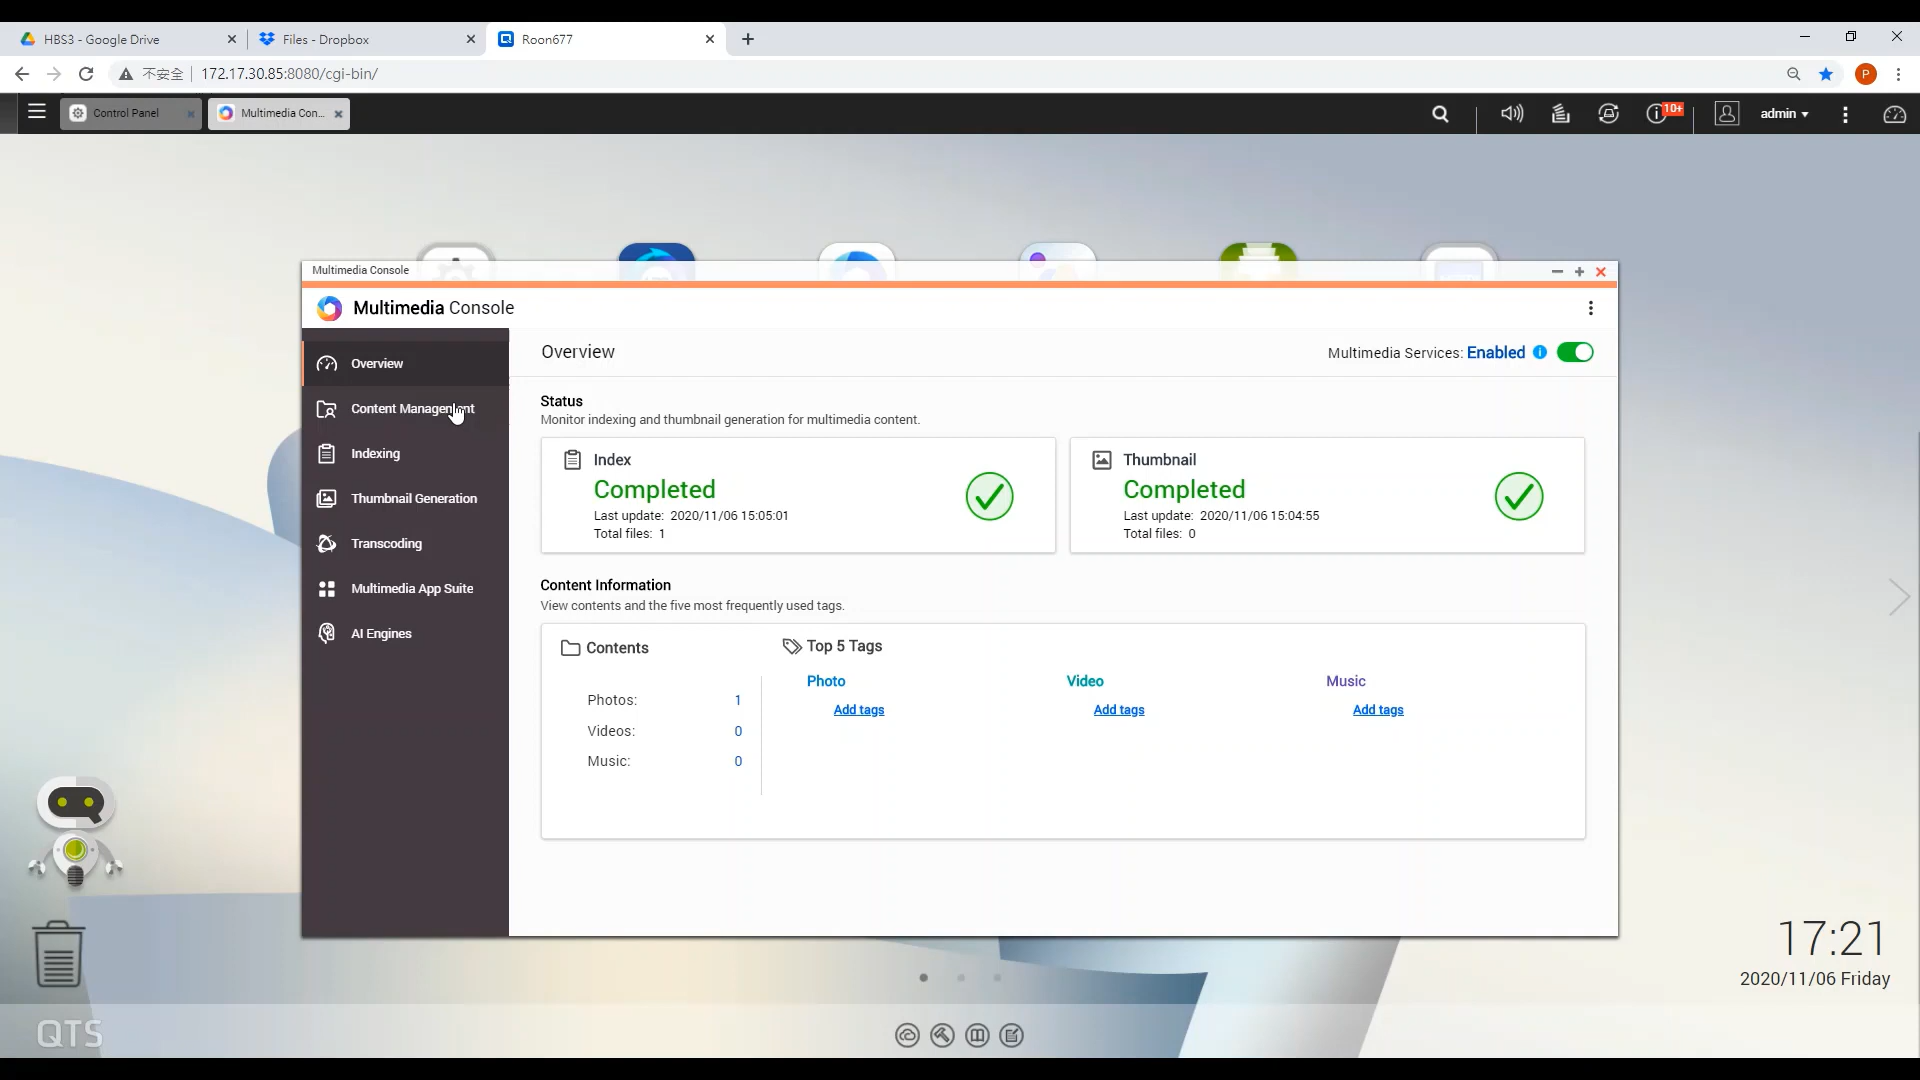 HBS3 - Google Drive
Files - Dropbox
Roon677
不安全
172.17.30.85:8080/cgi-bin/
P
Control Panel
Multimedia Con...
10+
admin
Multimedia Console
Multimedia Console
Overview
Content Management
Indexing
Thumbnail Generation
Transcoding
Multimedia App Suite
AI Engines
Overview
Multimedia Services: Enabled
Status
Monitor indexing and thumbnail generation for multimedia content.
Index
Completed
Last update: 2020/11/06 15:05:01
Total files: 1
Thumbnail
Completed
Last update: 2020/11/06 15:04:55
Total files: 0
Content Information
View contents and the five most frequently used tags.
Contents
Photos: 1
Videos: 0
Music: 0
Top 5 Tags
Photo
Add tags
Video
Add tags
Music
Add tags
17:21
2020/11/06 Friday
QTS